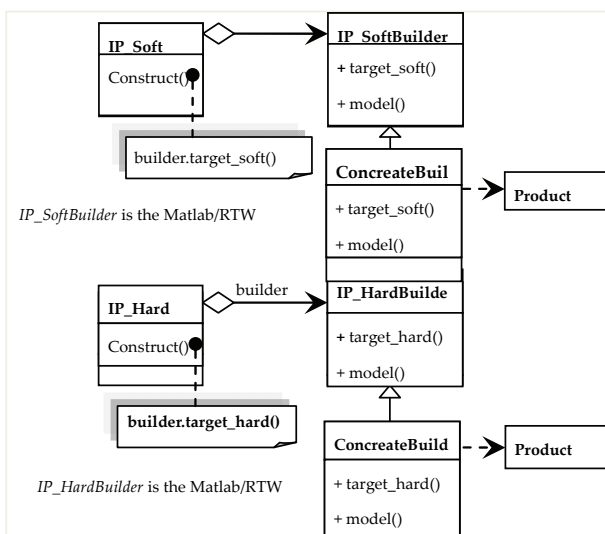 IP_Soft
IP_SoftBuilder
Construct()
+ target_soft()
+ model()
builder.target_soft()
ConcreateBuil
+ target_soft()
+ model()
Product
IP_SoftBuilder is the Matlab/RTW
builder
IP_Hard
IP_HardBuilde
Construct()
+ target_hard()
+ model()
builder.target_hard()
ConcreateBuild
+ target_hard()
+ model()
Product
IP_HardBuilder is the Matlab/RTW